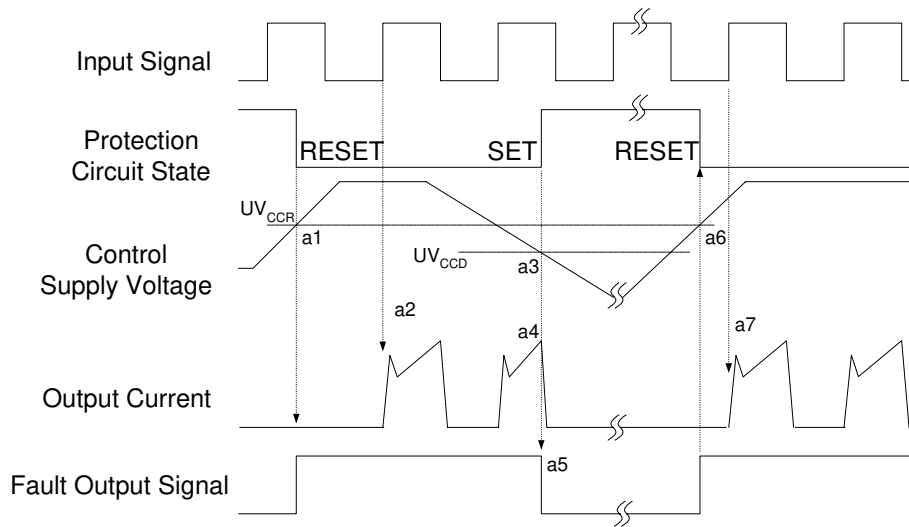 Input Signal
Protection
Circuit State
RESET
SET
RESET
UV_CCR
a1
a6
UV_CCD
a3
Control
Supply Voltage
a2
a4
a7
Output Current
a5
Fault Output Signal